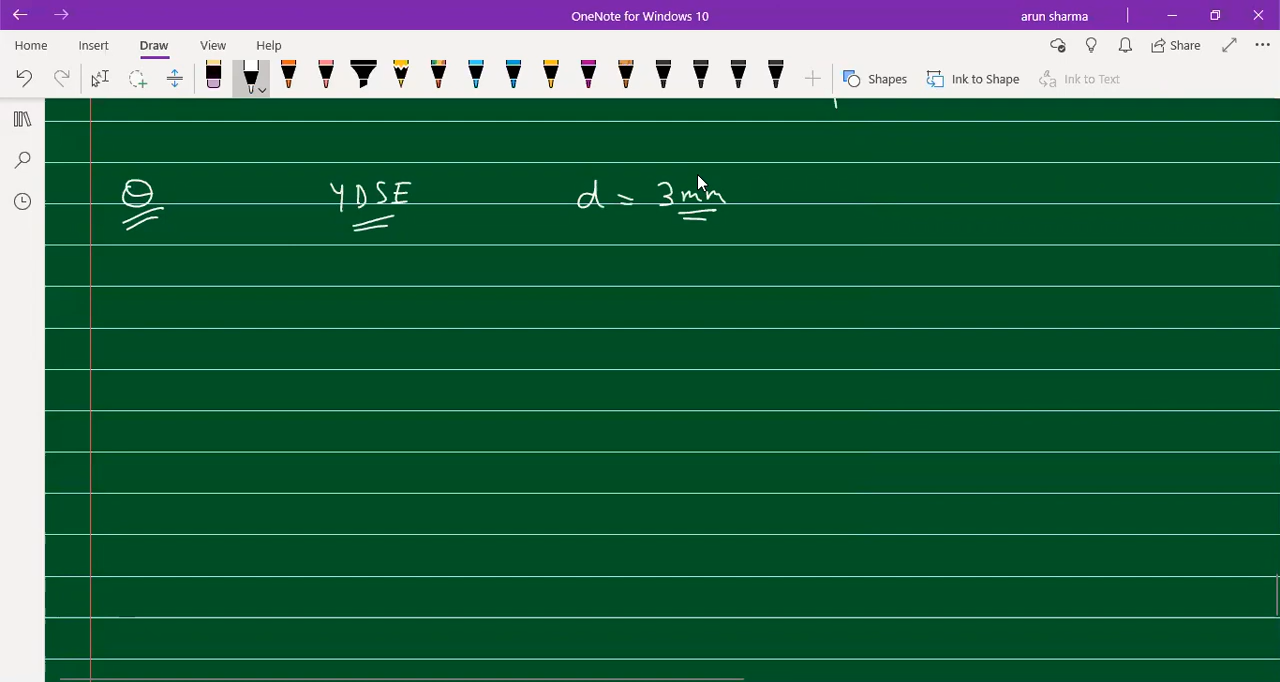 OneNote for Windows 10
arun sharma
Home Insert Draw View Help
Share
Shapes Ink to Shape Ink to Text
Q YDSE d = 3mm